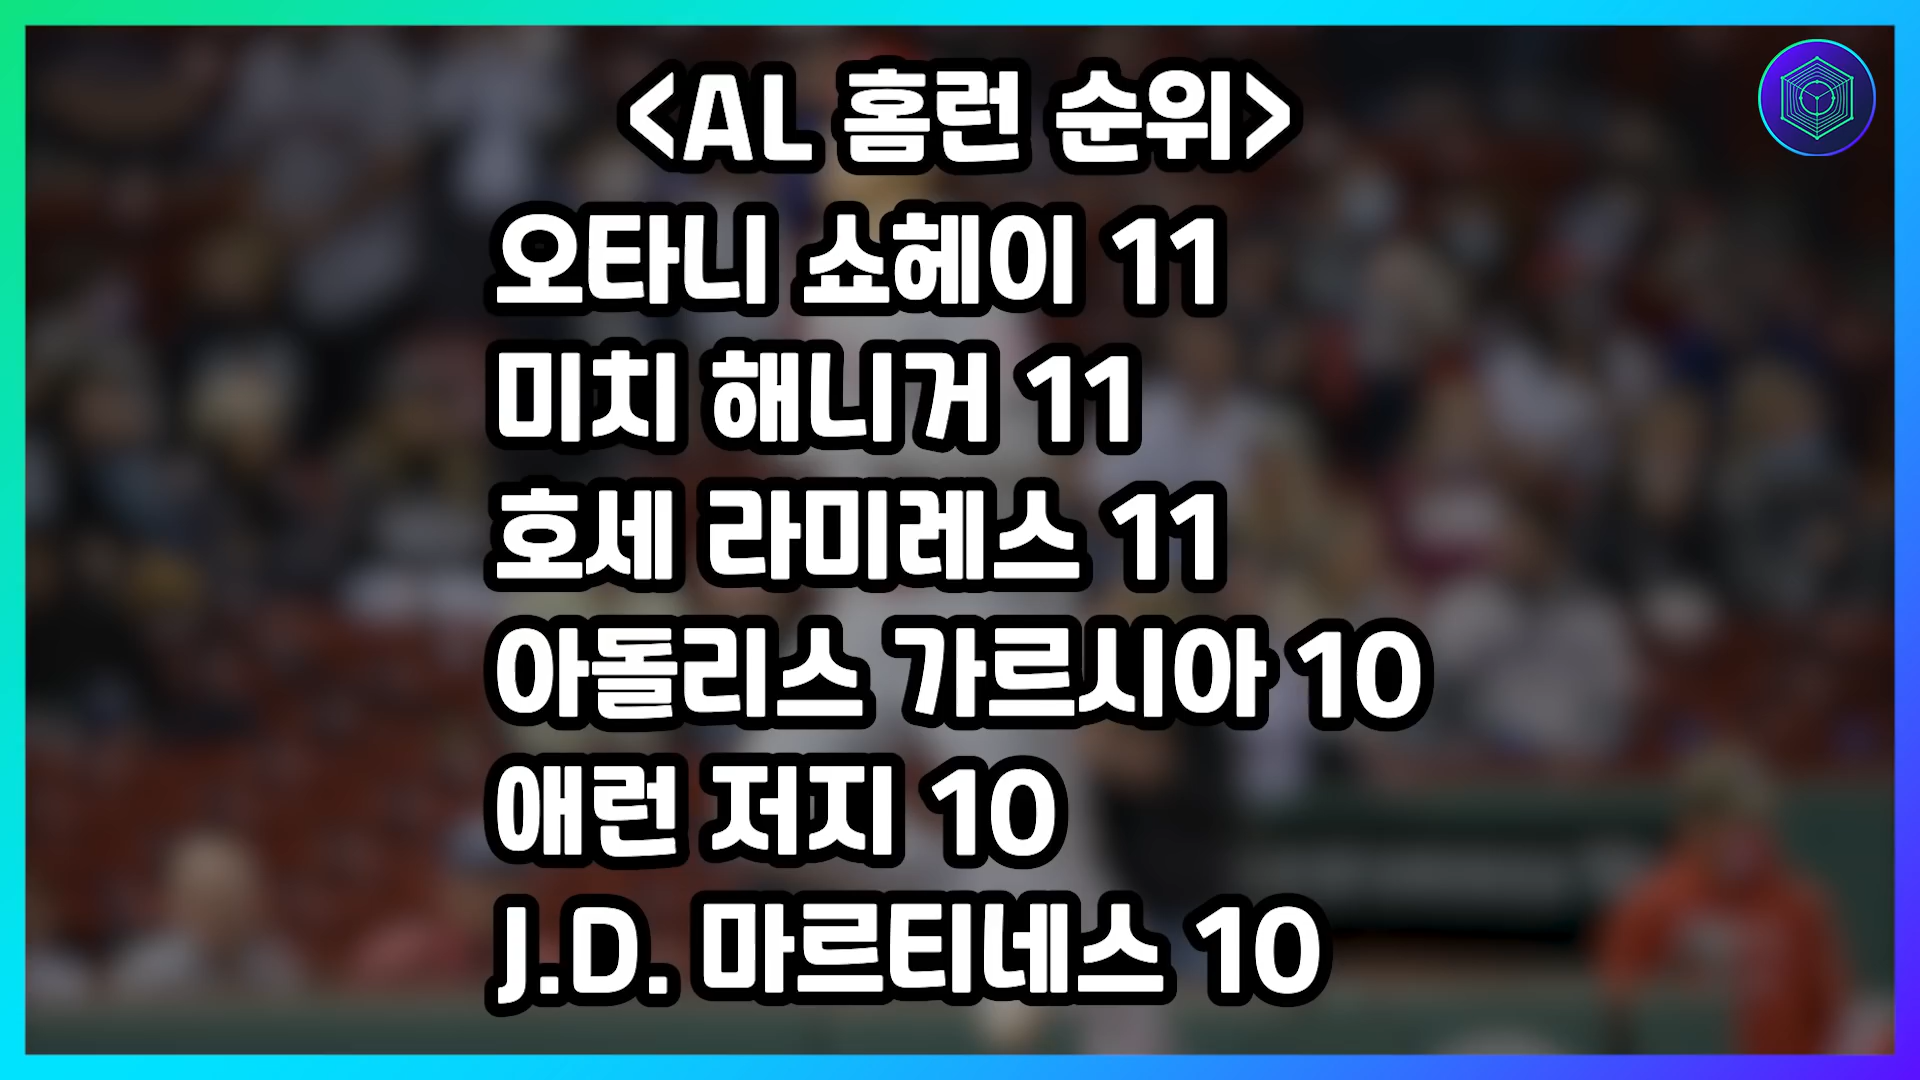 <AL 홈런 순위>
오타니 쇼헤이 11
미치 해니거 11
호세 라미레스 11
아돌리스 가르시아 10
애런 저지 10
J.D. 마르티네스 10